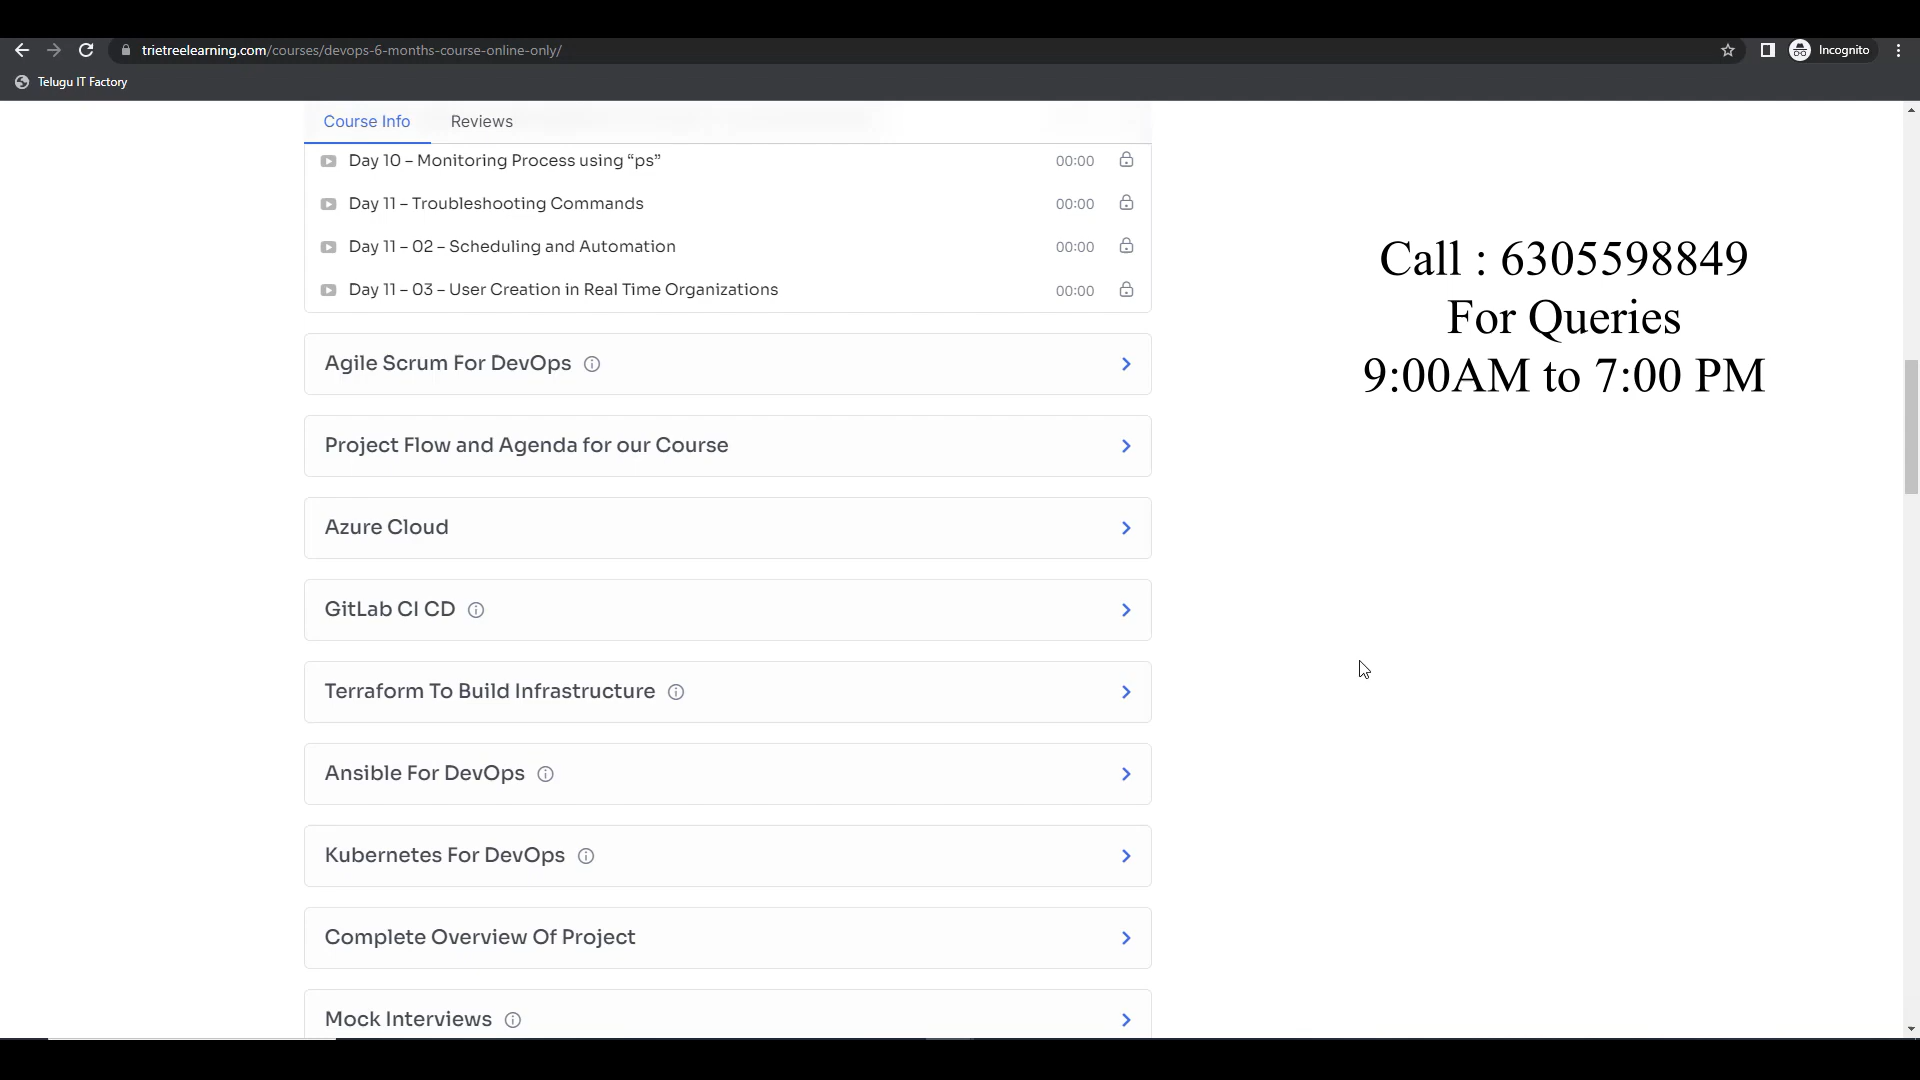 trietreelearning.com/courses/devops-6-months-course-online-only/
Incognito
Telugu IT Factory
Course Info
Reviews
Day 10 – Monitoring Process using “ps”
00:00
Day 11 – Troubleshooting Commands
00:00
Day 11 – 02 – Scheduling and Automation
00:00
Day 11 – 03 – User Creation in Real Time Organizations
00:00
Agile Scrum For DevOps
Project Flow and Agenda for our Course
Azure Cloud
GitLab CI CD
Terraform To Build Infrastructure
Ansible For DevOps
Kubernetes For DevOps
Complete Overview Of Project
Mock Interviews
Call : 6305598849
For Queries
9:00AM to 7:00 PM